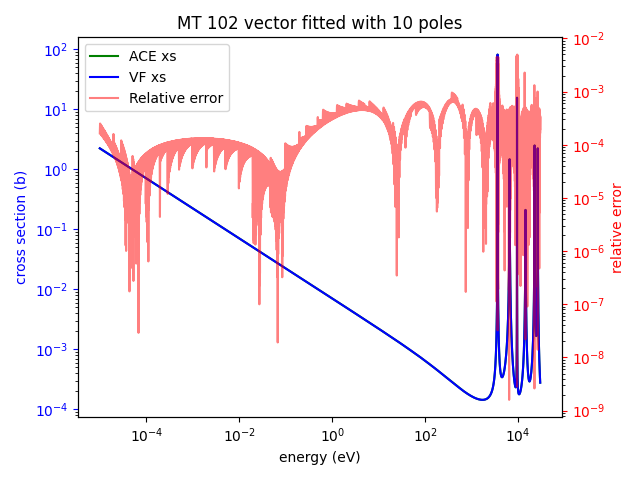 MT 102 vector fitted with 10 poles
ACE xs
VF xs
Relative error
cross section (b)
10^2
10^1
10^0
10^-1
10^-2
10^-3
10^-4
10^-2
10^-3
10^-4
10^-5
10^-6
10^-7
10^-8
10^-9
relative error
10^-4
10^-2
10^0
10^2
10^4
energy (eV)